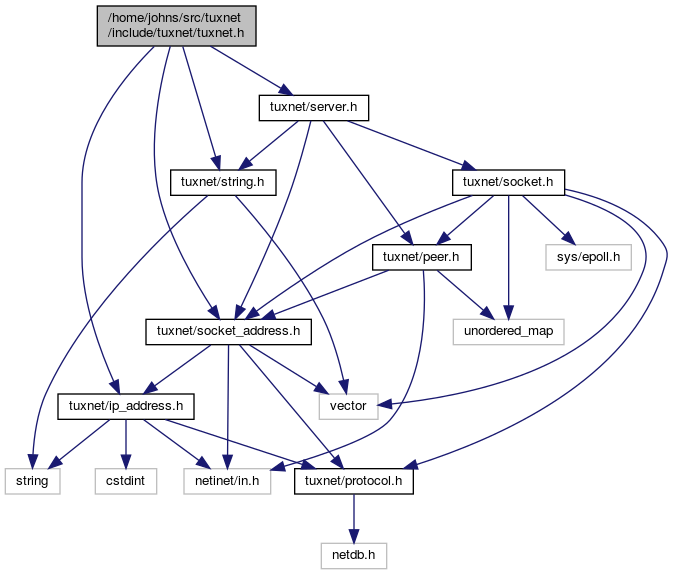 /home/johns/src/tuxnet
/include/tuxnet/tuxnet.h
tuxnet/server.h
tuxnet/string.h
tuxnet/socket.h
tuxnet/peer.h
sys/epoll.h
tuxnet/socket_address.h
unordered_map
tuxnet/ip_address.h
vector
string
cstdint
netinet/in.h
tuxnet/protocol.h
netdb.h